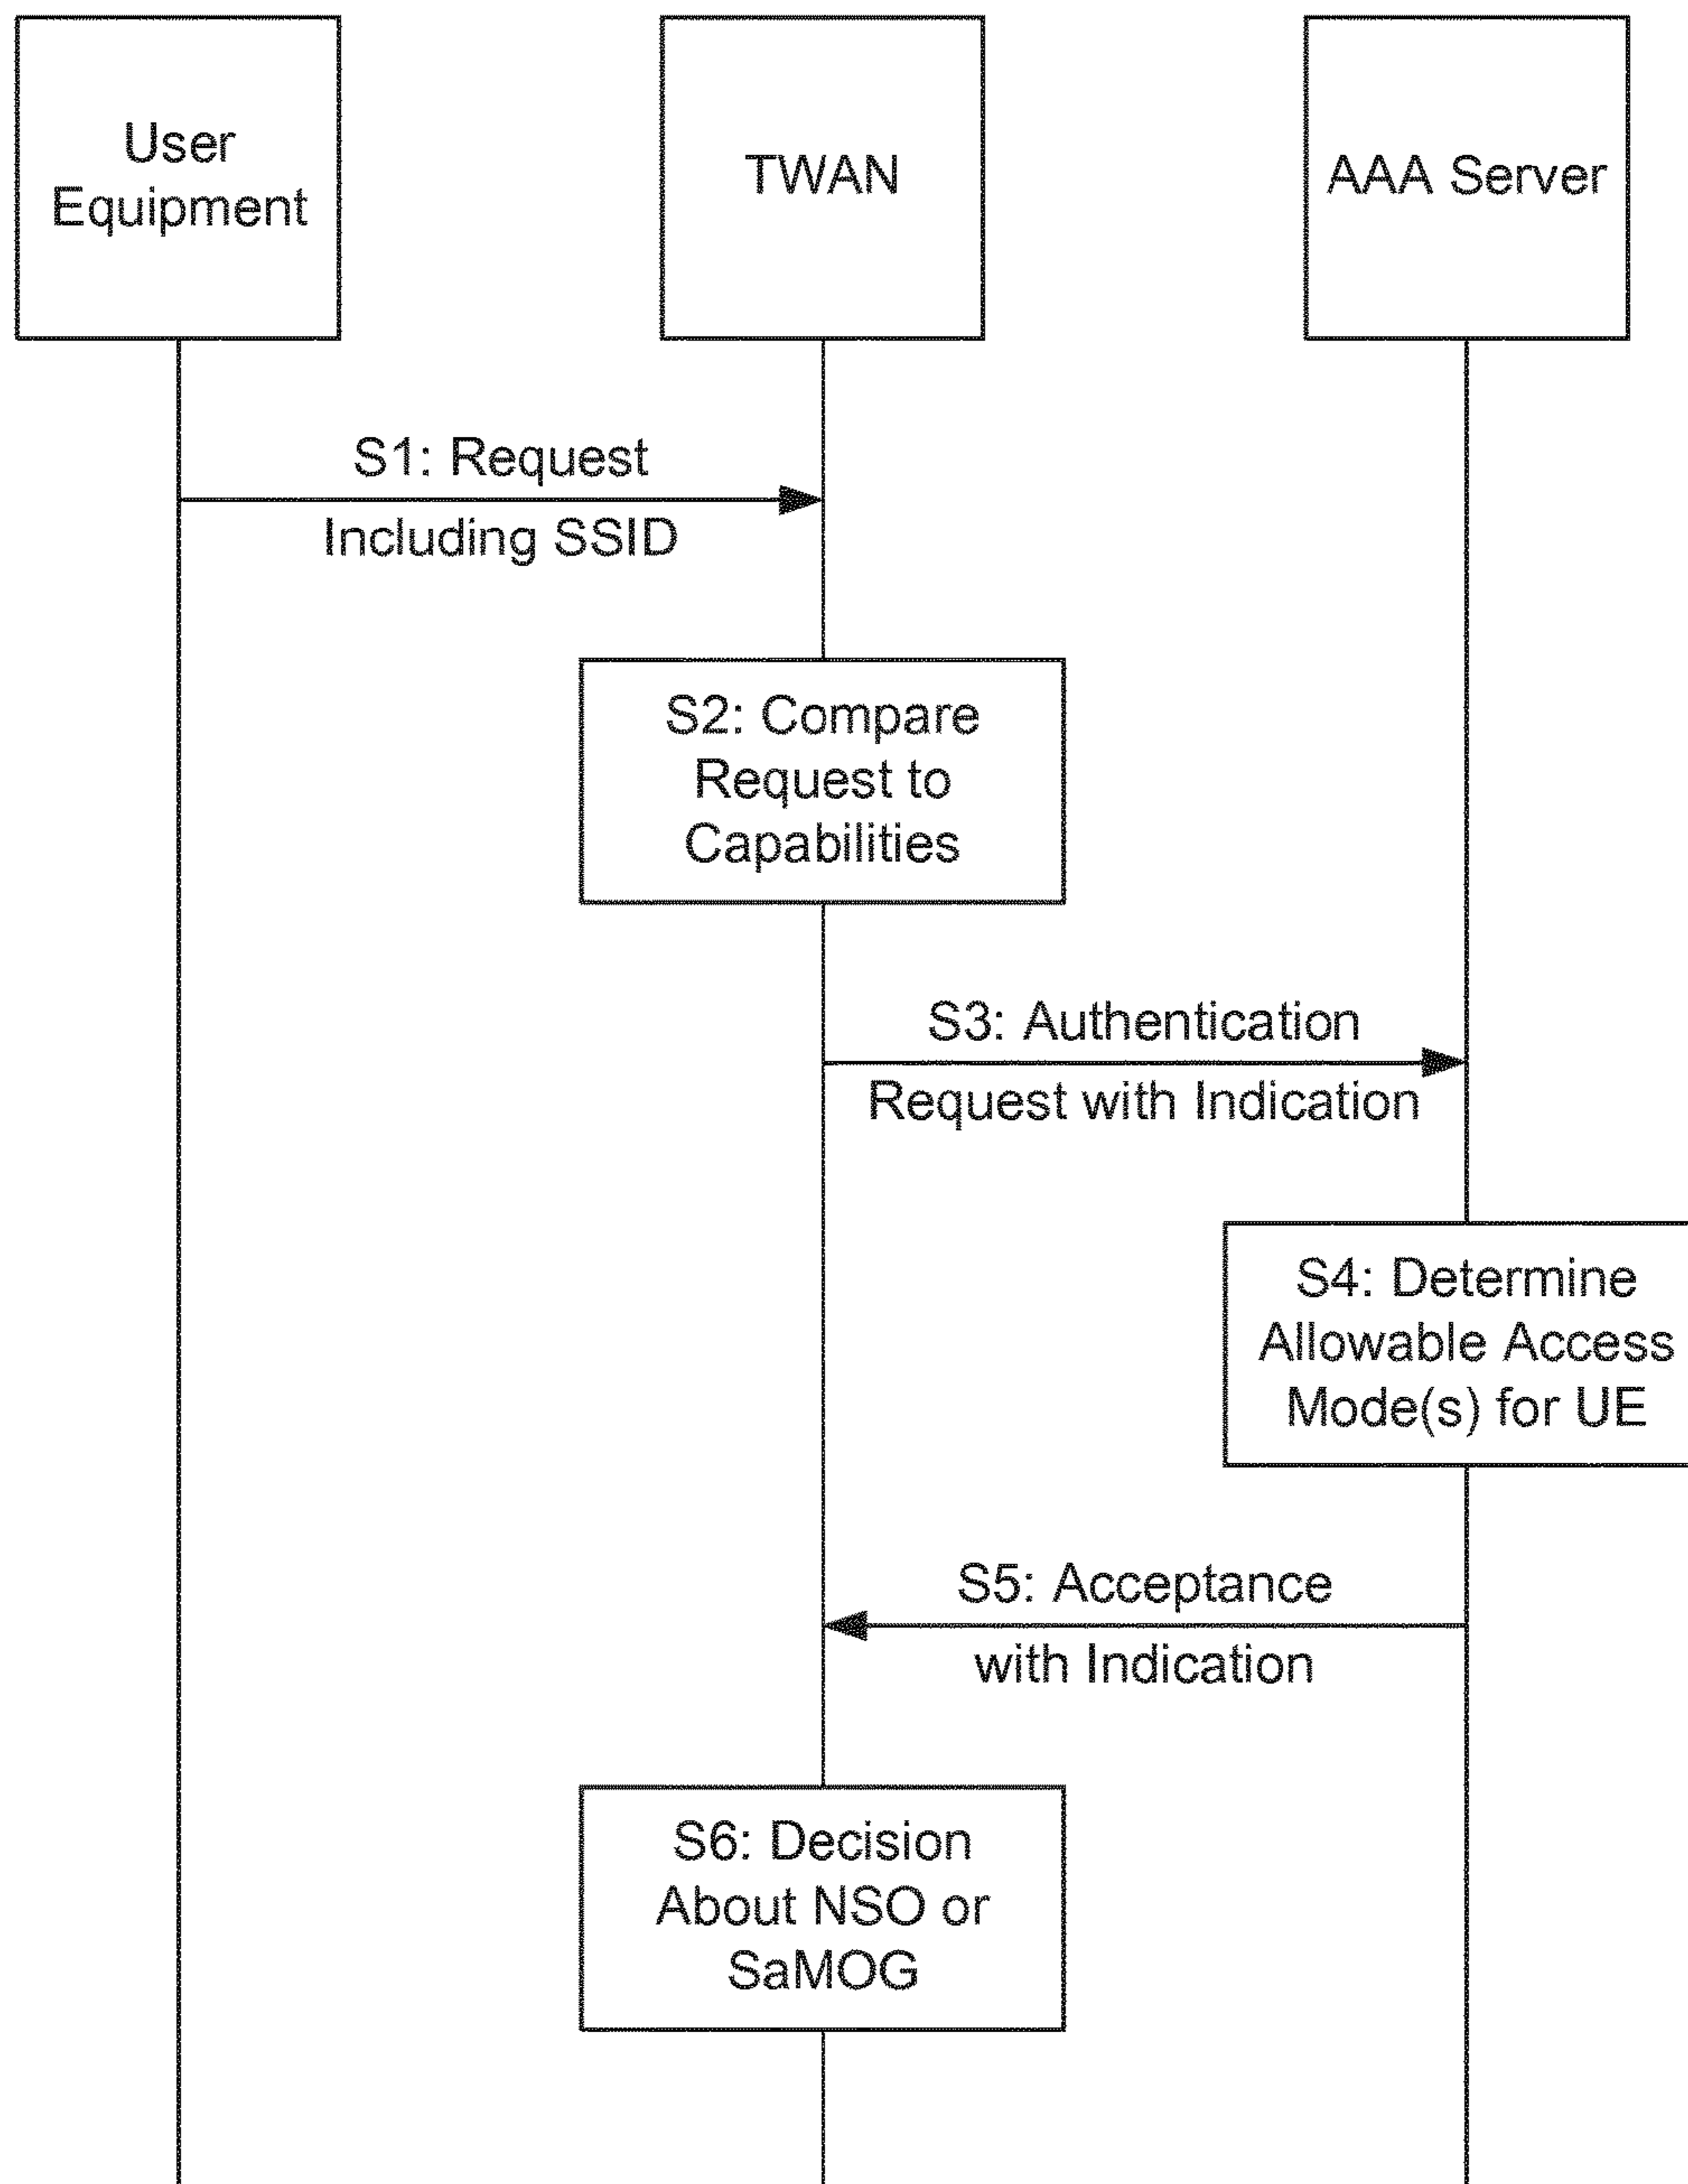 User
Equipment
TWAN
AAA Server
S1: Request
Including SSID
S2: Compare
Request to
Capabilities
S3: Authentication
Request with Indication
S4: Determine
Allowable Access
Mode(s) for UE
S5: Acceptance
with Indication
S6: Decision
About NSO or
SaMOG